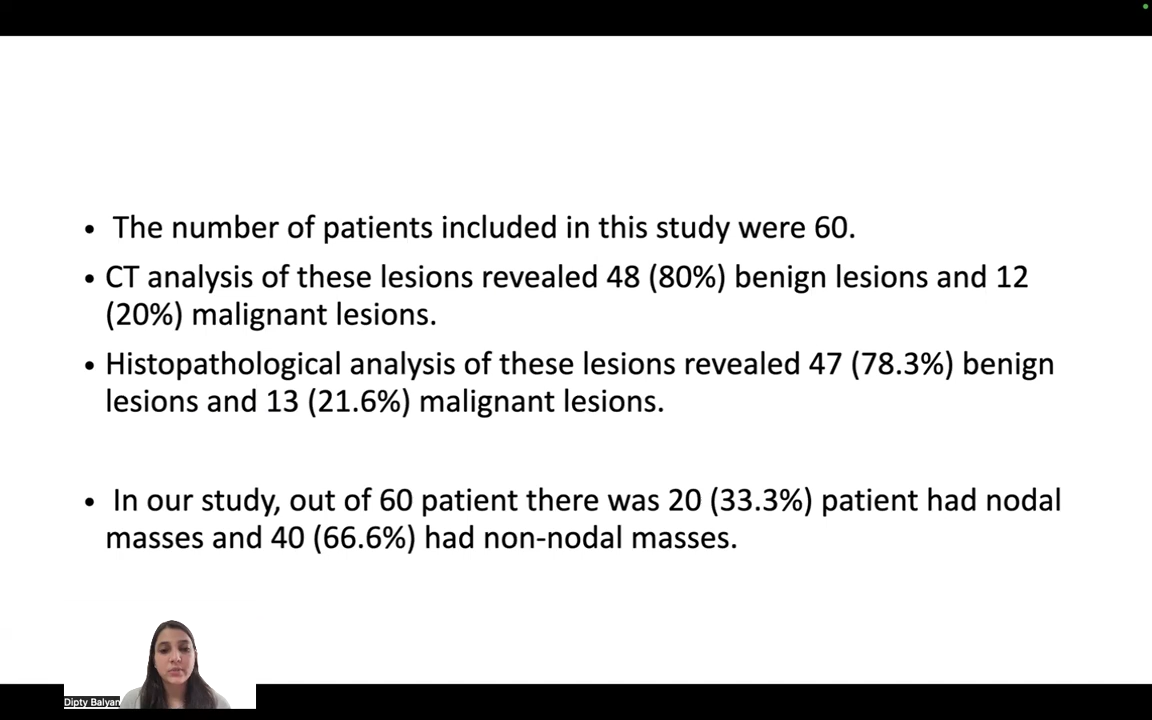 • The number of patients included in this study were 60.
• CT analysis of these lesions revealed 48 (80%) benign lesions and 12
(20%) malignant lesions.
• Histopathological analysis of these lesions revealed 47 (78.3%) benign
lesions and 13 (21.6%) malignant lesions.
• In our study, out of 60 patient there was 20 (33.3%) patient had nodal
masses and 40 (66.6%) had non-nodal masses.
Dipty Balyan